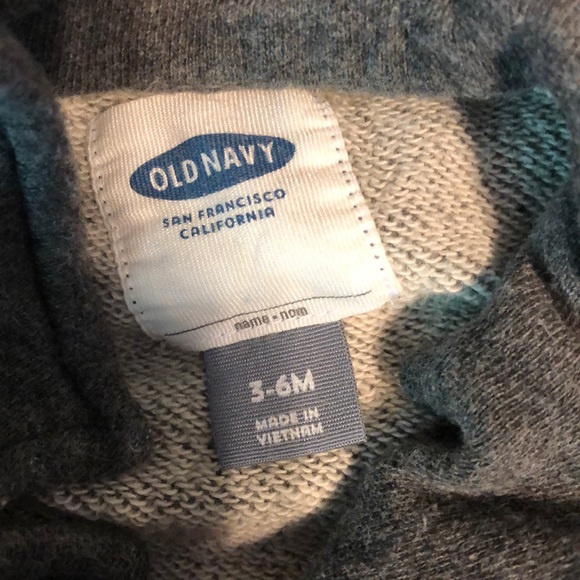 OLD NAVY
SAN FRANCISCO
CALIFORNIA
name • nom
3-6M
MADE IN
VIETNAM